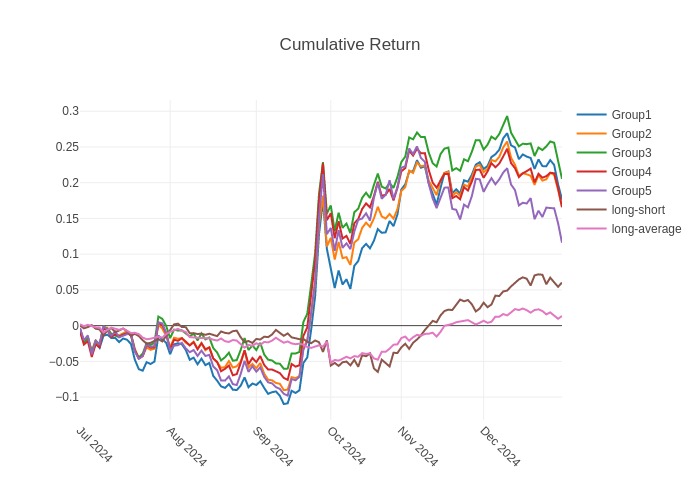 Cumulative Return
0.3
0.25
0.2
0.15
0.1
0.05
0
−0.05
−0.1
Jul 2024
Aug 2024
Sep 2024
Oct 2024
Nov 2024
Dec 2024
Group1
Group2
Group3
Group4
Group5
long-short
long-average